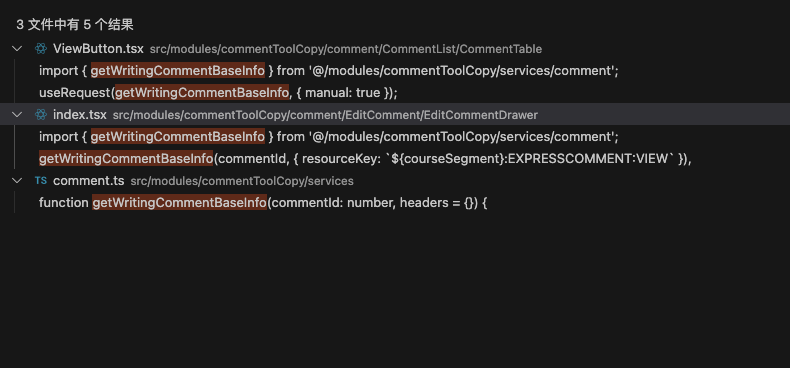 3 文件中有 5 个结果
ViewButton.tsx src/modules/commentToolCopy/comment/CommentList/CommentTable
import { getWritingCommentBaseInfo } from '@/modules/commentToolCopy/services/comment';
useRequest(getWritingCommentBaseInfo, { manual: true });
index.tsx src/modules/commentToolCopy/comment/EditComment/EditCommentDrawer
import { getWritingCommentBaseInfo } from '@/modules/commentToolCopy/services/comment';
getWritingCommentBaseInfo(commentId, { resourceKey: `${courseSegment}:EXPRESSCOMMENT:VIEW` }),
TS comment.ts src/modules/commentToolCopy/services
function getWritingCommentBaseInfo(commentId: number, headers = {}) {